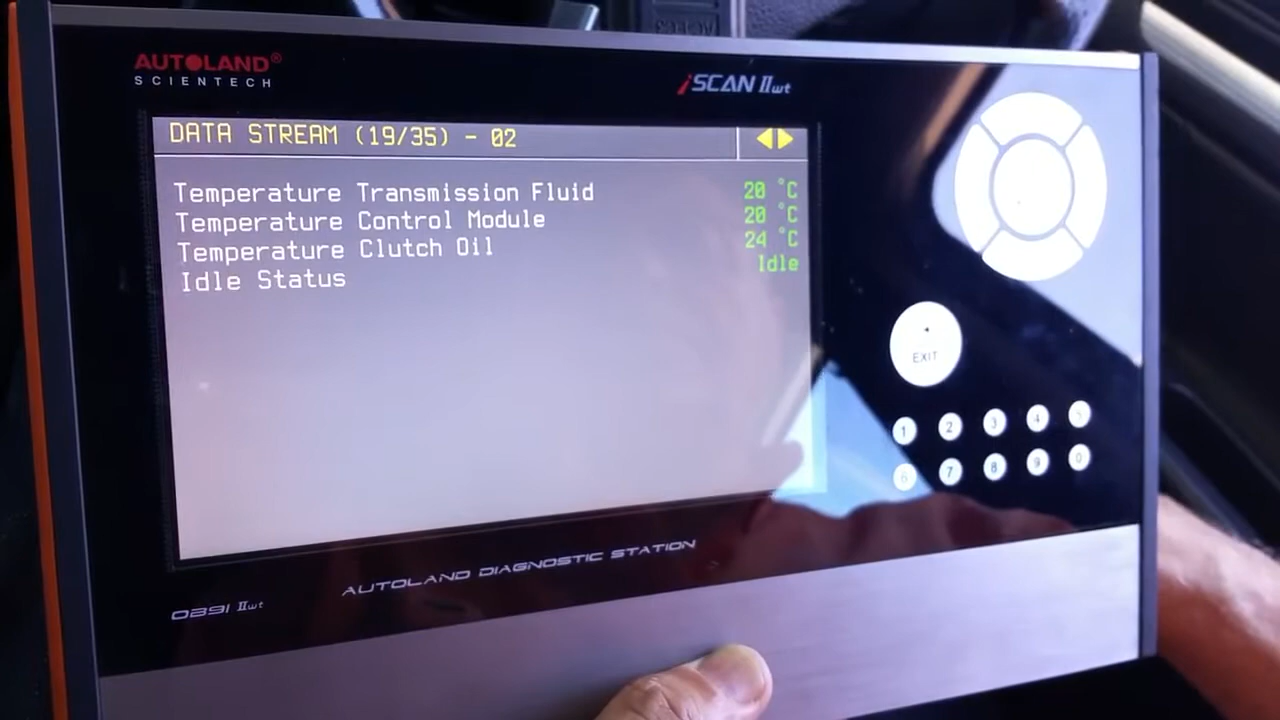 AUTOLAND®
SCIENTECH
iSCAN IIwt
DATA STREAM (19/35) - 02
Temperature Transmission Fluid 20 °C
Temperature Control Module 20 °C
Temperature Clutch Oil 24 °C
Idle Status Idle
EXIT
1 2 3 4 5
6 7 8 9 0
AUTOLAND DIAGNOSTIC STATION